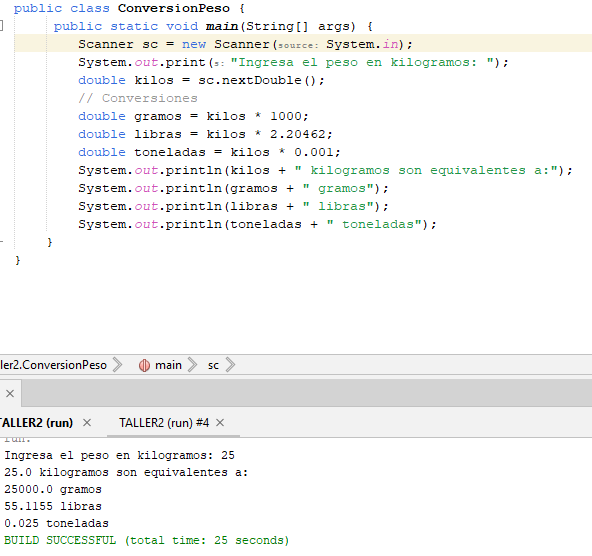 public class ConversionPeso {
public static void main(String[] args) {
Scanner sc = new Scanner(source: System.in);
System.out.print(s: "Ingresa el peso en kilogramos: ");
double kilos = sc.nextDouble();
// Conversiones
double gramos = kilos * 1000;
double libras = kilos * 2.20462;
double toneladas = kilos * 0.001;
System.out.println(kilos + " kilogramos son equivalentes a:");
System.out.println(gramos + " gramos");
System.out.println(libras + " libras");
System.out.println(toneladas + " toneladas");
}
}
ler2.ConversionPeso main sc
TALLER2 (run) TALLER2 (run) #4
run:
Ingresa el peso en kilogramos: 25
25.0 kilogramos son equivalentes a:
25000.0 gramos
55.1155 libras
0.025 toneladas
BUILD SUCCESSFUL (total time: 25 seconds)